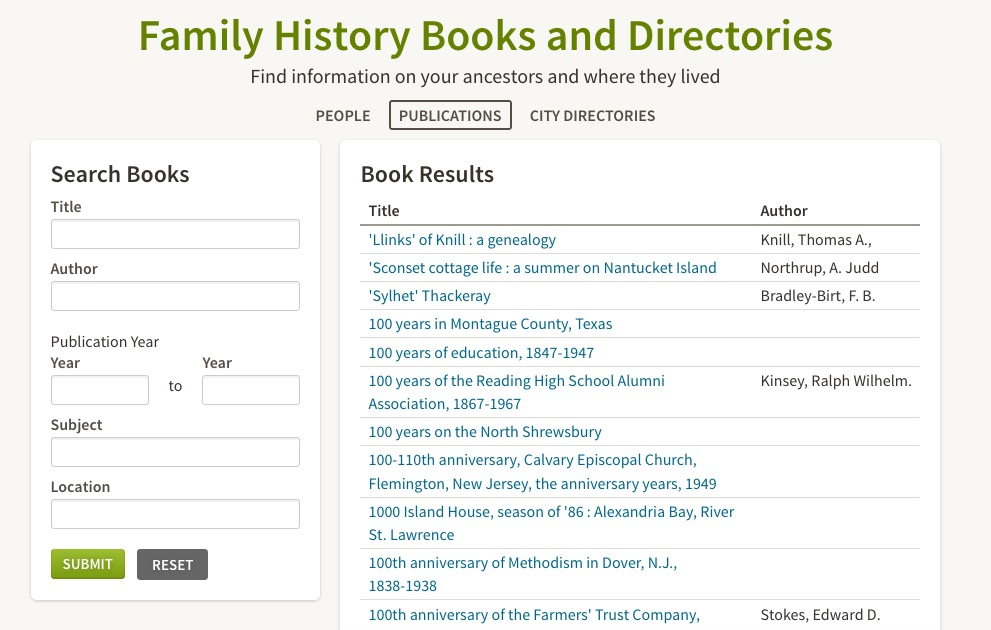 Family History Books and Directories
Find information on your ancestors and where they lived
PEOPLE PUBLICATIONS CITY DIRECTORIES
Search Books
Title
Author
Publication Year
Year Year
to
Subject
Location
SUBMIT RESET
Book Results
Title Author
'Llinks' of Knill : a genealogy Knill, Thomas A.,
'Sconset cottage life : a summer on Nantucket Island Northrup, A. Judd
'Sylhet' Thackeray Bradley-Birt, F. B.
100 years in Montague County, Texas
100 years of education, 1847-1947
100 years of the Reading High School Alumni Kinsey, Ralph Wilhelm.
Association, 1867-1967
100 years on the North Shrewsbury
100-110th anniversary, Calvary Episcopal Church,
Flemington, New Jersey, the anniversary years, 1949
1000 Island House, season of '86 : Alexandria Bay, River
St. Lawrence
100th anniversary of Methodism in Dover, N.J.,
1838-1938
100th anniversary of the Farmers' Trust Company, Stokes, Edward D.